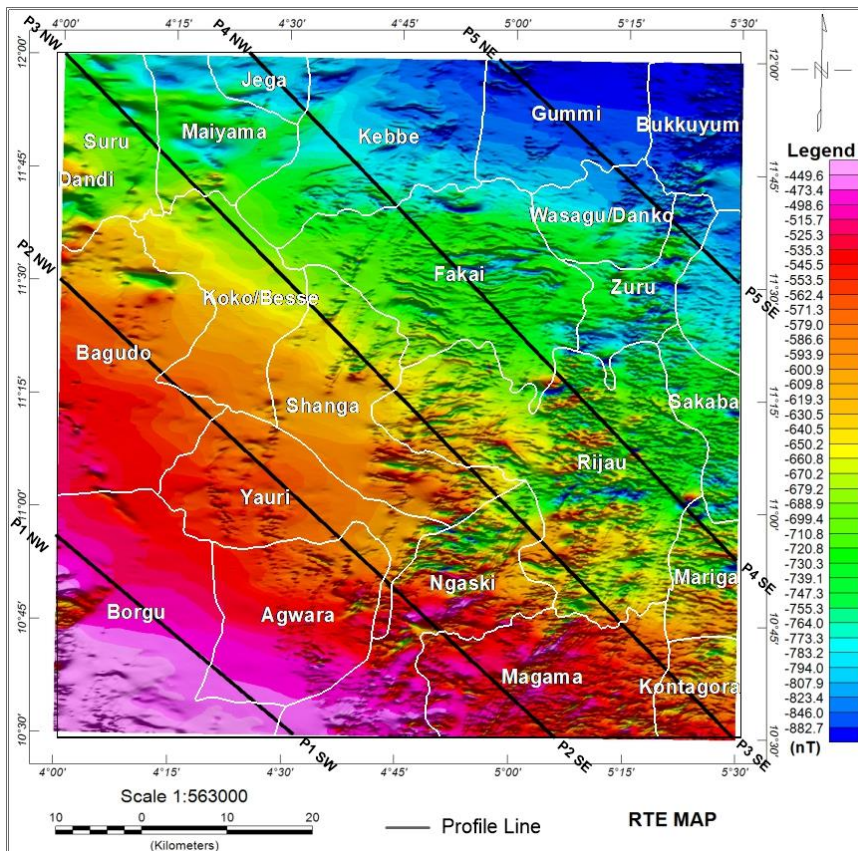 4°00' 4°15' 4°30' 4°45' 5°00' 5°15' 5°30'
P3 NW P4 NW P5 NE
12°00' 12°00'
Jega
Gummi
Bukkuyum
Suru Maiyama Kebbe
Legend
11°45' 11°45'
Dandi
Wasagu/Danko
P2 NW
Fakai
Zuru
P5 SE
11°30' 11°30'
Koko/Besse
Bagudo
11°15' 11°15'
Shanga
Sakaba
Rijau
Yauri
11°00' 11°00'
P1 NW
P4 SE
Ngaski
Mariga
Borgu Agwara
10°45' 10°45'
Magama
Kontagora
10°30' 10°30'
P1 SW P2 SE P3 SE
4°00' 4°15' 4°30' 4°45' 5°00' 5°15' 5°30'
-449.6
-473.4
-498.6
-515.7
-525.3
-535.3
-545.5
-553.5
-562.4
-571.3
-579.0
-586.6
-593.9
-600.9
-609.8
-619.3
-630.5
-640.5
-650.2
-660.8
-670.2
-679.2
-688.9
-699.4
-710.8
-720.8
-730.3
-739.1
-747.3
-755.3
-764.0
-773.3
-782.2
-794.0
-807.9
-824.3
-846.0
-882.7
(nT)
Scale 1:563000
10 0 10 20
(Kilometers)
Profile Line
RTE MAP